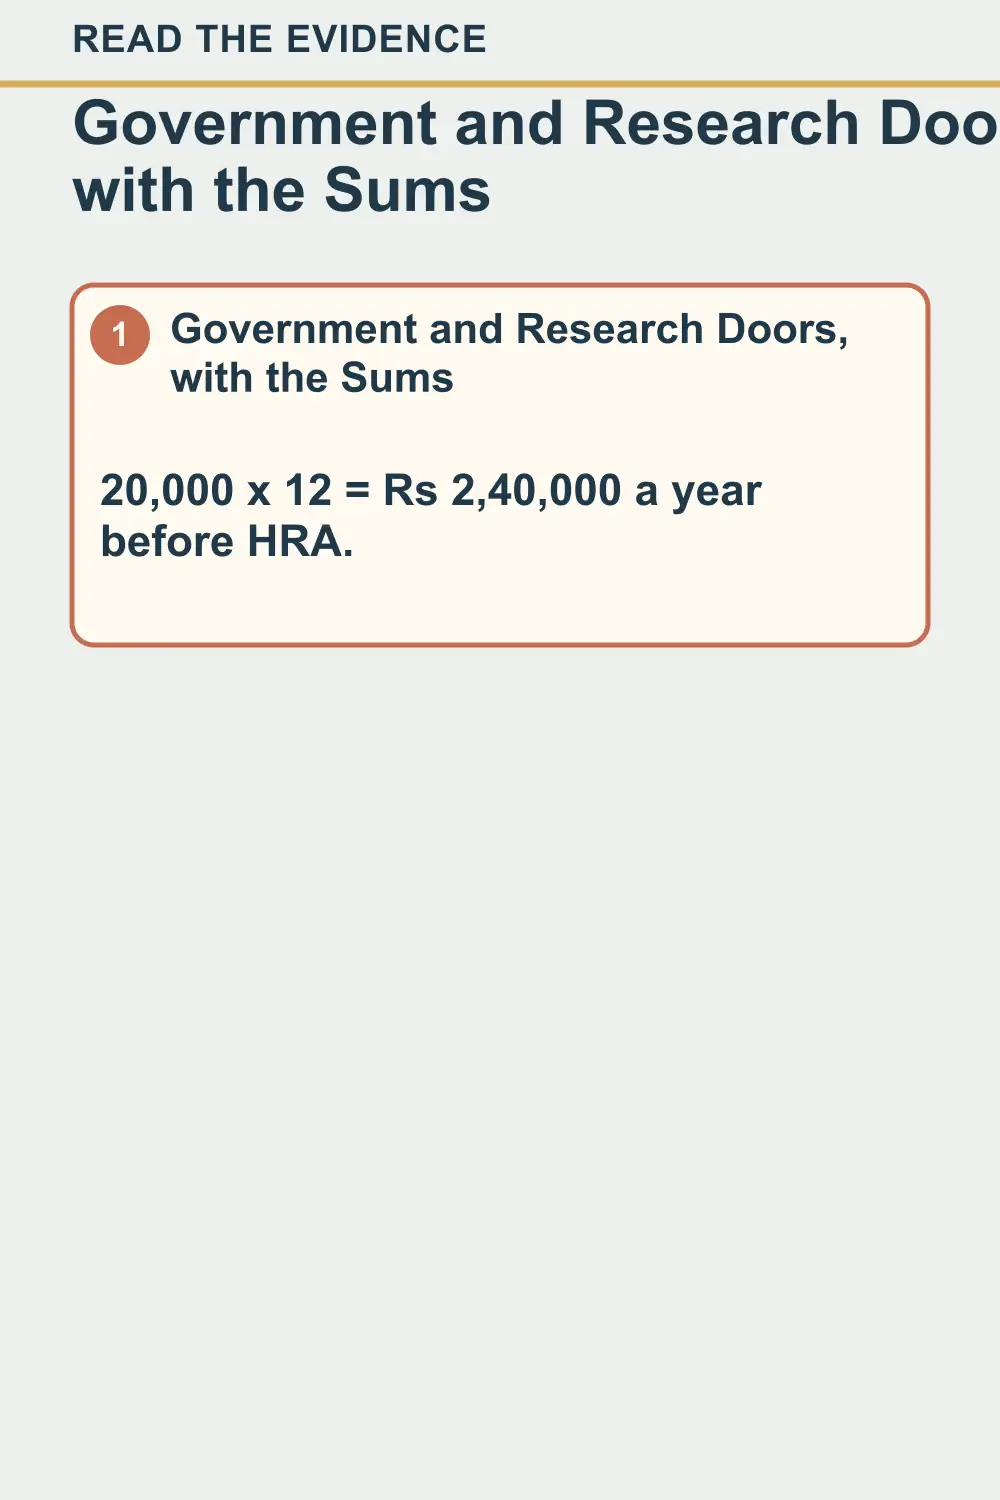 READ THE EVIDENCE
Government and Research Doo
with the Sums
1
Government and Research Doors,
with the Sums
20,000 x 12 = Rs 2,40,000 a year
before HRA.